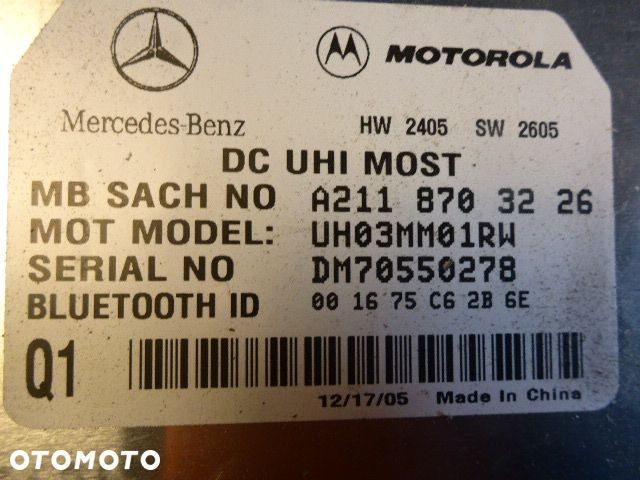 MOTOROLA
Mercedes-Benz
HW 2405 SW 2605
DC UHI MOST
MB SACH NO A211 870 32 26
MOT MODEL: UH03MM01RW
SERIAL NO DM70550278
BLUETOOTH ID 00 16 75 C6 2B 6E
Q1
12/17/05 Made In China
OTOMOTO